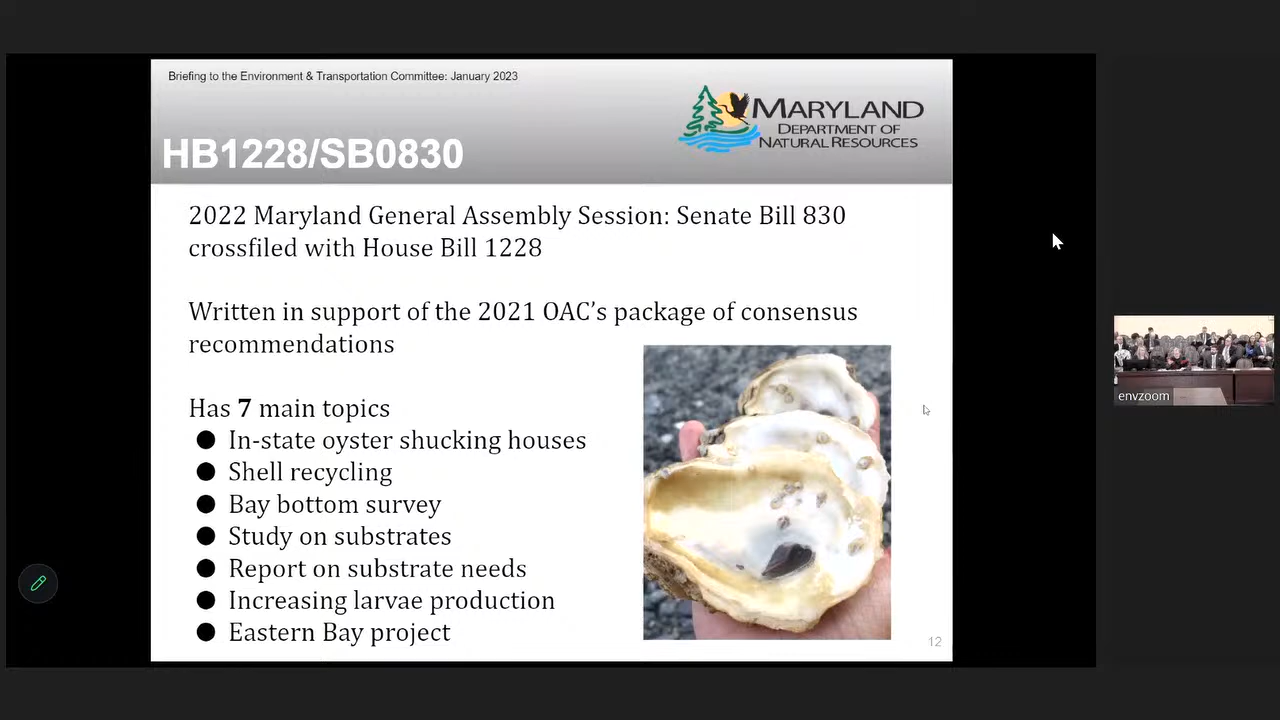 Briefing to the Environment & Transportation Committee: January 2023
MARYLAND
DEPARTMENT OF
NATURAL RESOURCES
HB1228/SB0830
2022 Maryland General Assembly Session: Senate Bill 830
crossfiled with House Bill 1228
Written in support of the 2021 OAC’s package of consensus
recommendations
Has 7 main topics
● In-state oyster shucking houses
● Shell recycling
● Bay bottom survey
● Study on substrates
● Report on substrate needs
● Increasing larvae production
● Eastern Bay project
12
envzoom